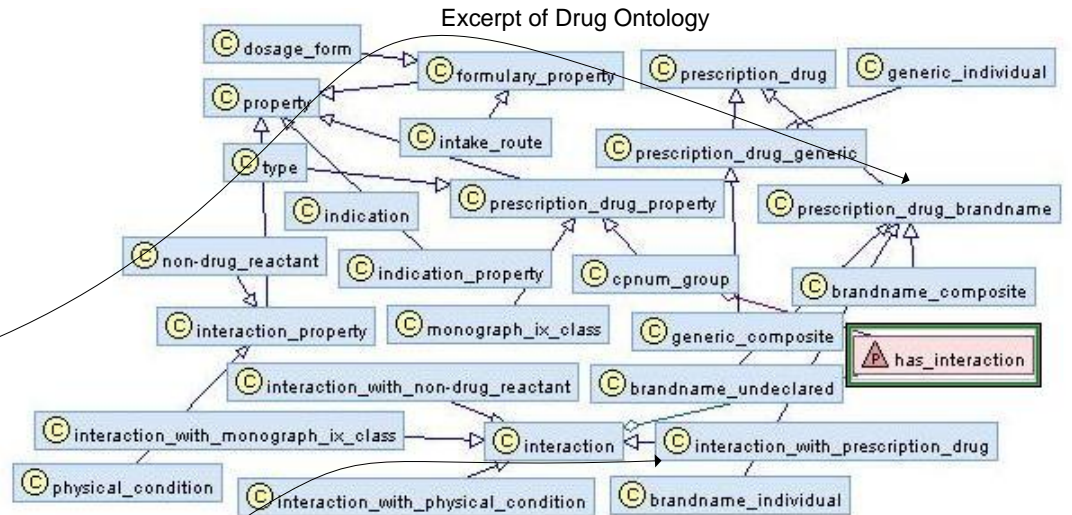 Excerpt of Drug Ontology
C dosage_form
C formulary_property
C prescription_drug
C generic_individual
C property
C intake_route
C prescription_drug_generic
C type
C prescription_drug_property
C prescription_drug_brandname
C indication
C non-drug_reactant
C indication_property
C cpnum_group
C brandname_composite
C interaction_property
C monograph_ix_class
C generic_composite
P has_interaction
C interaction_with_non-drug_reactant
C brandname_undeclared
C interaction_with_monograph_ix_class
C interaction
C interaction_with_prescription_drug
C physical_condition
C interaction_with_physical_condition
C brandname_individual